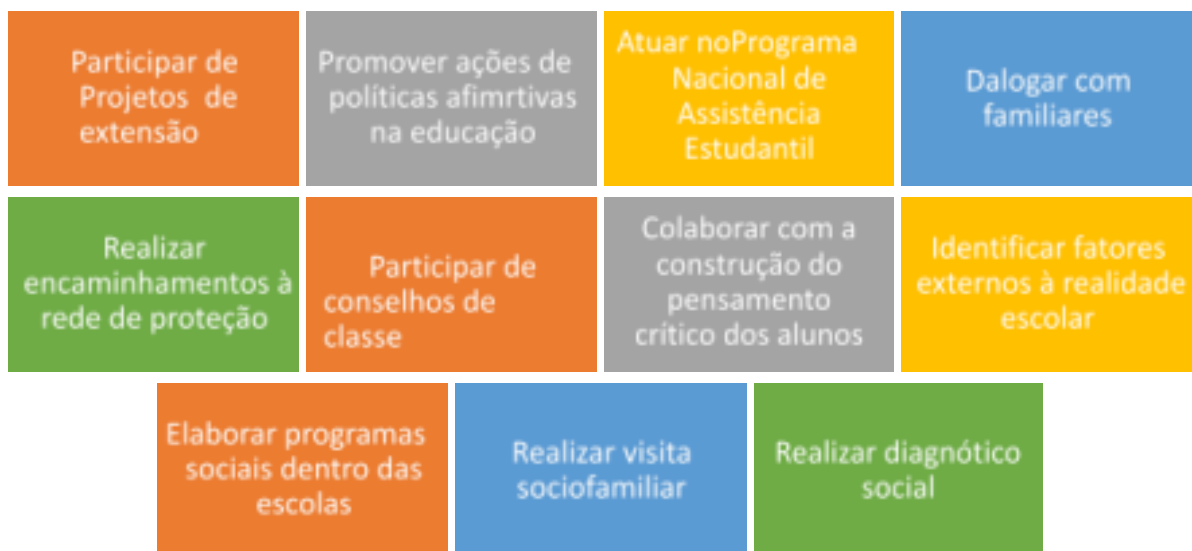 Participar de
Projetos de
extensão
Promover ações de
políticas afimrtivas
na educação
Atuar noPrograma
Nacional de
Assistência
Estudantil
Dalogar com
familiares
Realizar
encaminhamentos à
rede de proteção
Participar de
conselhos de
classe
Colaborar com a
construção do
pensamento
crítico dos alunos
Identificar fatores
externos à realidade
escolar
Elaborar programas
sociais dentro das
escolas
Realizar visita
sociofamiliar
Realizar diagnótico
social